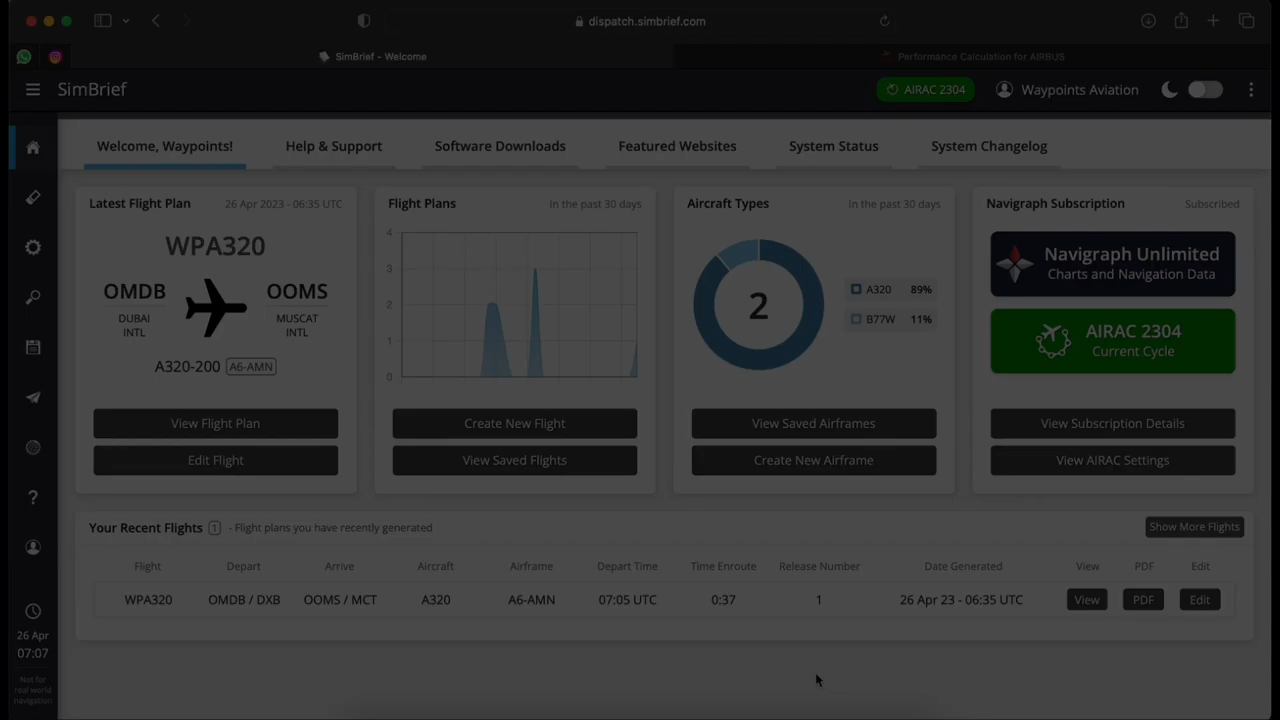 dispatch.simbrief.com
SimBrief - Welcome
Performance Calculation for AIRBUS
SimBrief
AIRAC 2304
Waypoints Aviation
Welcome, Waypoints!
Help & Support
Software Downloads
Featured Websites
System Status
System Changelog
Latest Flight Plan
26 Apr 2023 - 06:35 UTC
WPA320
OMDB
DUBAI
INTL
OOMS
MUSCAT
INTL
A320-200 A6-AMN
View Flight Plan
Edit Flight
Flight Plans
In the past 30 days
4
3
2
1
0
Create New Flight
View Saved Flights
Aircraft Types
In the past 30 days
2
A320 89%
B77W 11%
View Saved Airframes
Create New Airframe
Navigraph Subscription
Subscribed
Navigraph Unlimited
Charts and Navigation Data
AIRAC 2304
Current Cycle
View Subscription Details
View AIRAC Settings
Your Recent Flights 1 - Flight plans you have recently generated
Show More Flights
Flight Depart Arrive Aircraft Airframe Depart Time Time Enroute Release Number Date Generated View PDF Edit
WPA320 OMDB / DXB OOMS / MCT A320 A6-AMN 07:05 UTC 0:37 1 26 Apr 23 - 06:35 UTC View PDF Edit
?
26 Apr
07:07
Not for
real world
navigation